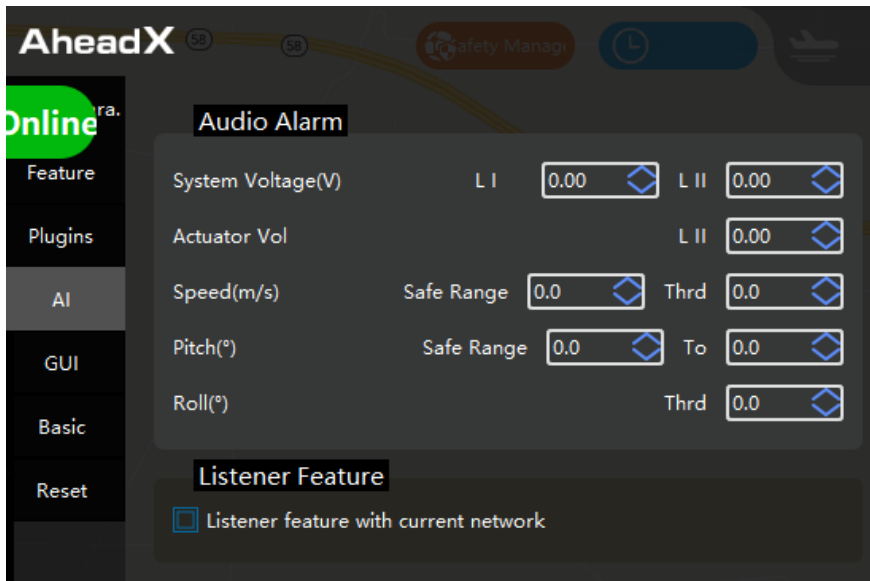 AheadX
58
58
Safety Manag
Online
ra.
Feature
Plugins
AI
GUI
Basic
Reset
Audio Alarm
System Voltage(V) L I 0.00 L II 0.00
Actuator Vol L II 0.00
Speed(m/s) Safe Range 0.0 Thrd 0.0
Pitch(°) Safe Range 0.0 To 0.0
Roll(°) Thrd 0.0
Listener Feature
Listener feature with current network